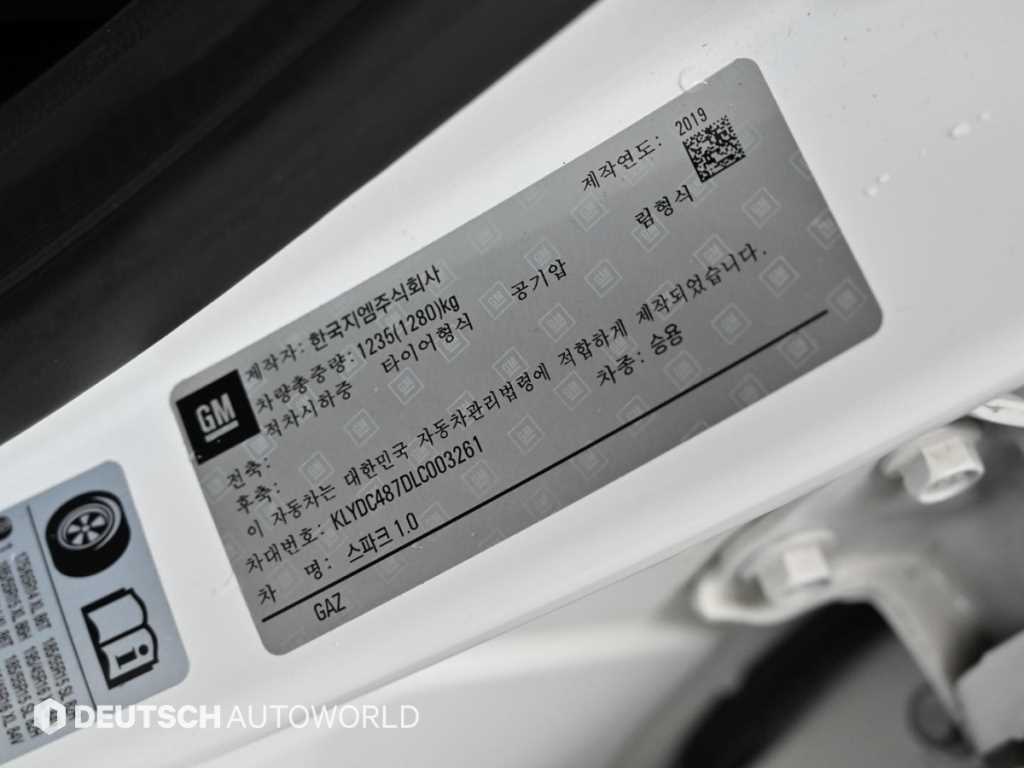 제작자: 한국지엠주식회사 제작연도: 2019
차량총중량: 1235(1280)kg
적차시하중 타이어형식 공기압 림형식
전축:
후축:
이 자동차는 대한민국 자동차관리법령에 적합하게 제작되었습니다.
차대번호: KLYDC487DLC003261 차종: 승용
차 명: 스파크 1.0
GAZ
GM
DEUTSCH AUTOWORLD